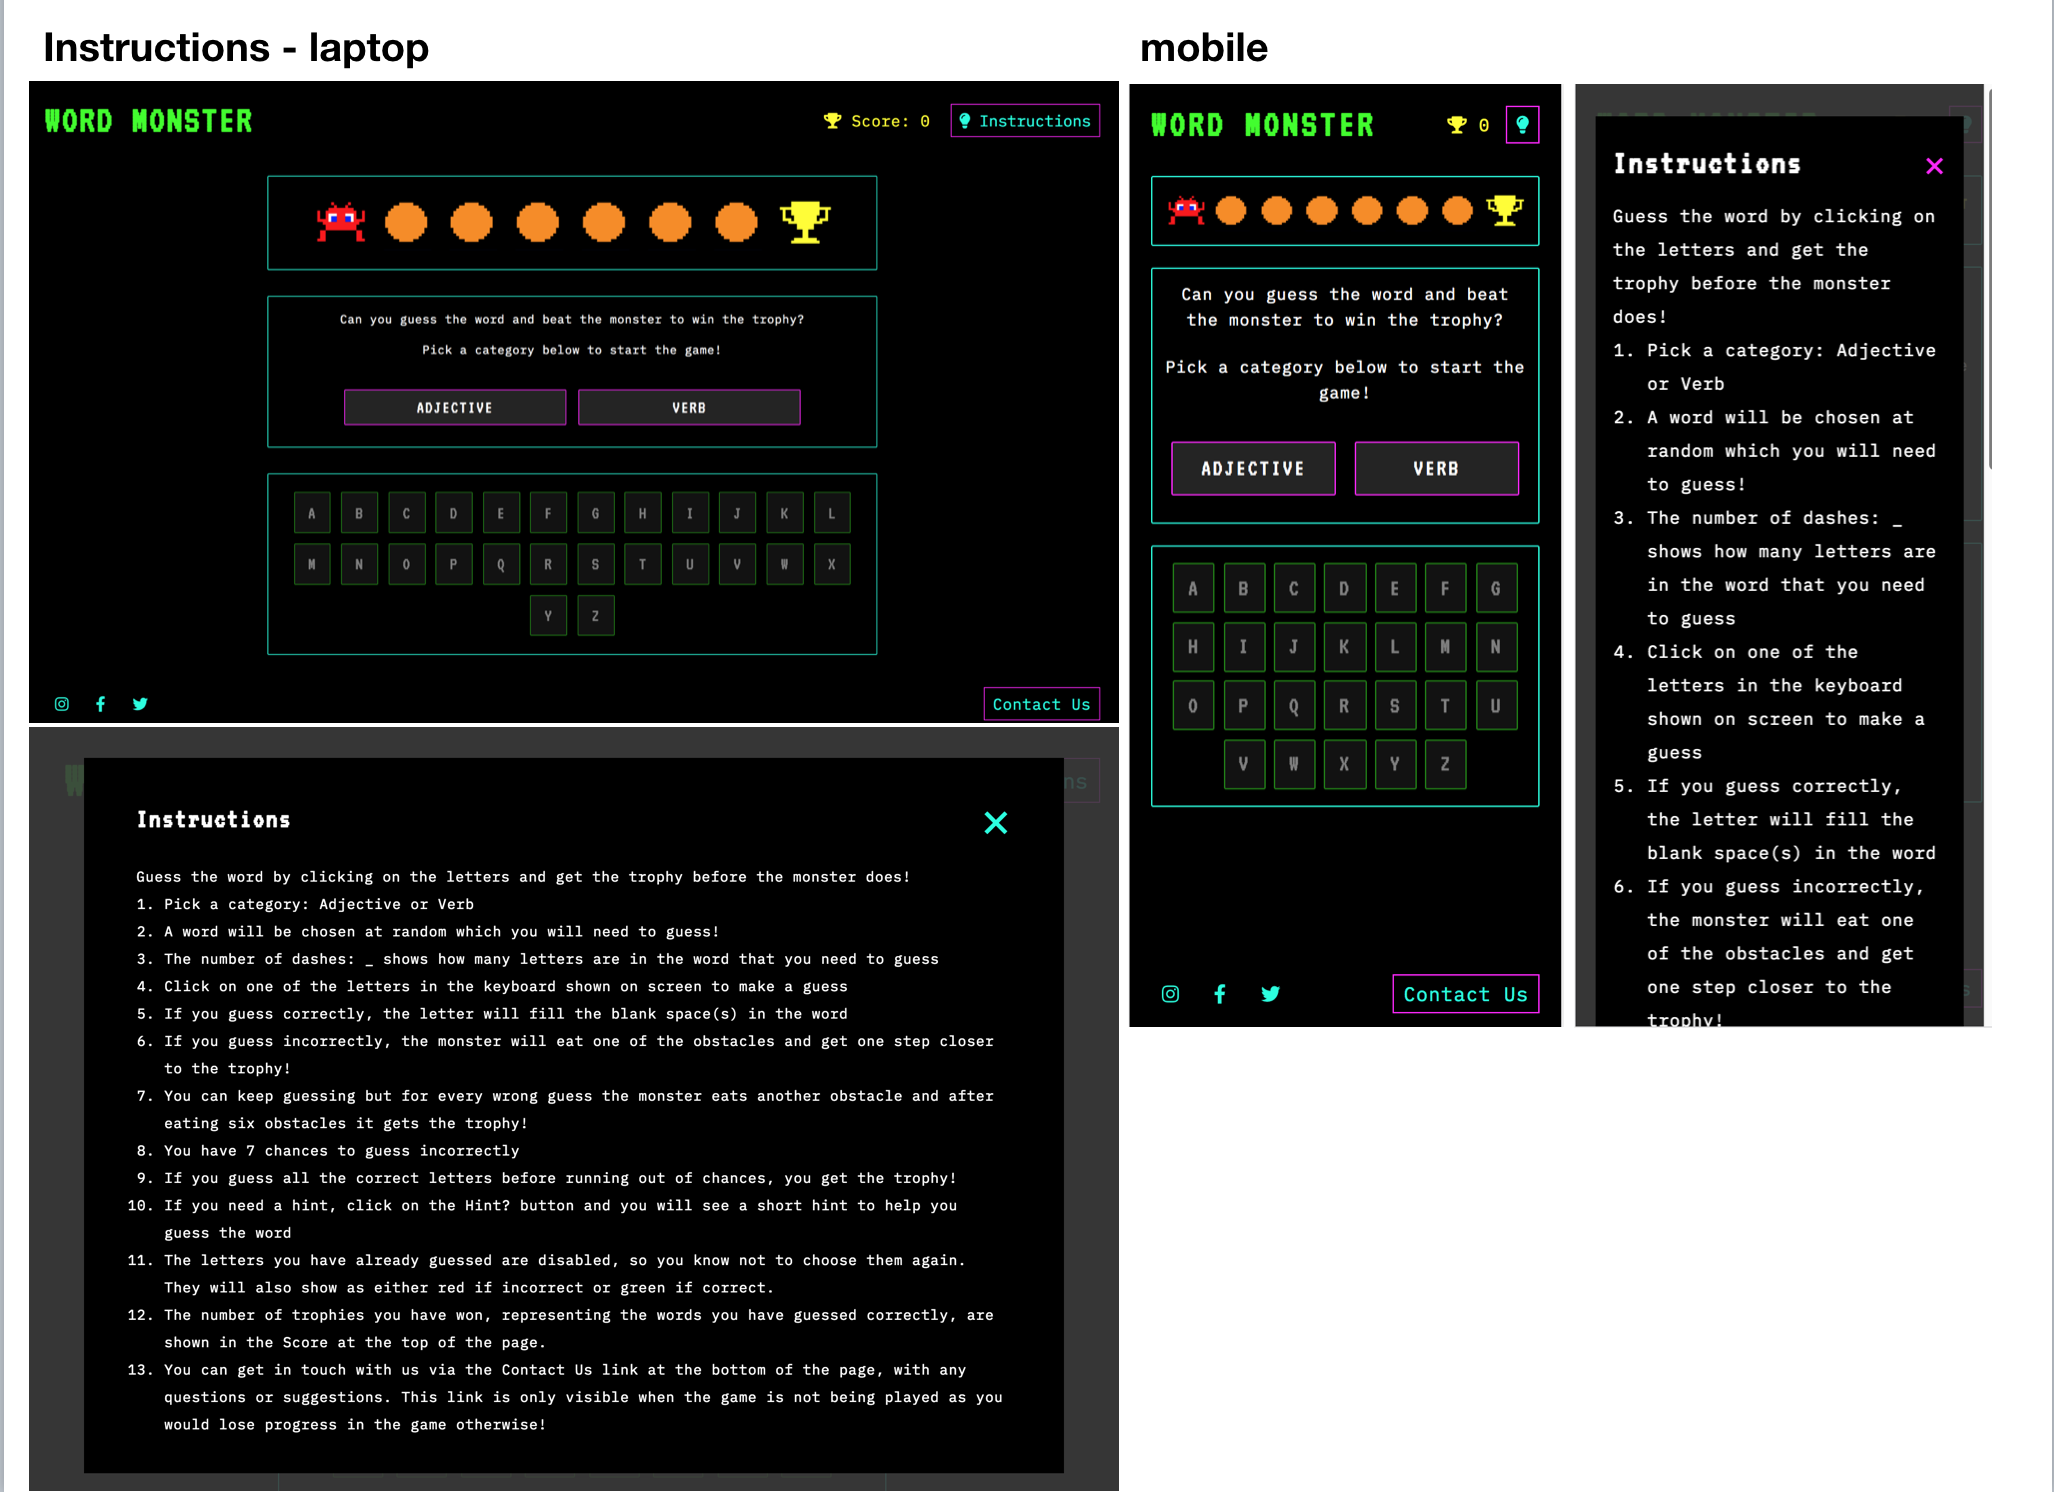 Instructions - laptop
WORD MONSTER
Score: 0
Instructions
Can you guess the word and beat the monster to win the trophy?
Pick a category below to start the game!
ADJECTIVE VERB
A B C D E F G H I J K L
M N O P Q R S T U V W X
Y Z
Contact Us
Instructions
Guess the word by clicking on the letters and get the trophy before the monster does!
1. Pick a category: Adjective or Verb
2. A word will be chosen at random which you will need to guess!
3. The number of dashes: _ shows how many letters are in the word that you need to guess
4. Click on one of the letters in the keyboard shown on screen to make a guess
5. If you guess correctly, the letter will fill the blank space(s) in the word
6. If you guess incorrectly, the monster will eat one of the obstacles and get one step closer
to the trophy!
7. You can keep guessing but for every wrong guess the monster eats another obstacle and after
eating six obstacles it gets the trophy!
8. You have 7 chances to guess incorrectly
9. If you guess all the correct letters before running out of chances, you get the trophy!
10. If you need a hint, click on the Hint? button and you will see a short hint to help you
guess the word
11. The letters you have already guessed are disabled, so you know not to choose them again.
They will also show as either red if incorrect or green if correct.
12. The number of trophies you have won, representing the words you have guessed correctly, are
shown in the Score at the top of the page.
13. You can get in touch with us via the Contact Us link at the bottom of the page, with any
questions or suggestions. This link is only visible when the game is not being played as you
would lose progress in the game otherwise!
mobile
WORD MONSTER
0
Can you guess the word and beat
the monster to win the trophy?
Pick a category below to start the
game!
ADJECTIVE VERB
A B C D E F G
H I J K L M N
O P Q R S T U
V W X Y Z
Contact Us
Instructions
Guess the word by clicking on
the letters and get the
trophy before the monster
does!
1. Pick a category: Adjective
or Verb
2. A word will be chosen at
random which you will need
to guess!
3. The number of dashes: _
shows how many letters are
in the word that you need
to guess
4. Click on one of the
letters in the keyboard
shown on screen to make a
guess
5. If you guess correctly,
the letter will fill the
blank space(s) in the word
6. If you guess incorrectly,
the monster will eat one
of the obstacles and get
one step closer to the
trophy!